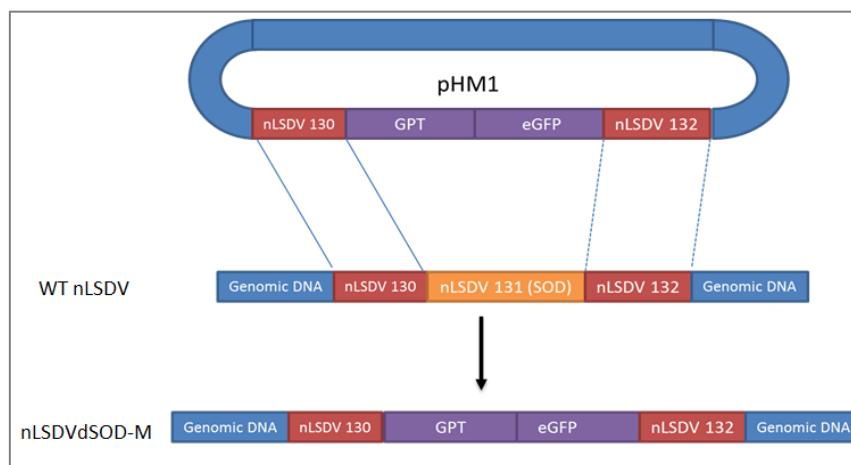 pHM1
nLSDV 130 GPT eGFP nLSDV 132
WT nLSDV Genomic DNA nLSDV 130 nLSDV 131 (SOD) nLSDV 132 Genomic DNA
nLSDVdSOD-M Genomic DNA nLSDV 130 GPT eGFP nLSDV 132 Genomic DNA